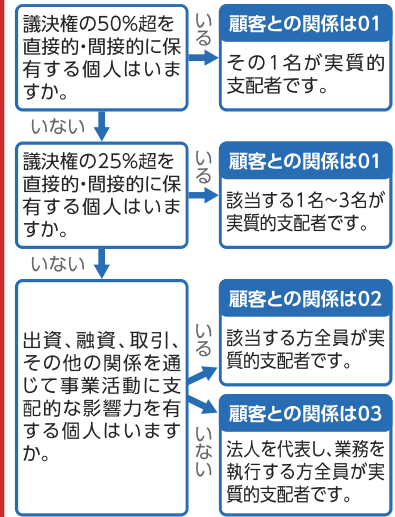 議決権の50%超を
直接的・間接的に保
有する個人はいま
すか。
いる
顧客との関係は01
その1名が実質的
支配者です。
いない
議決権の25%超を
直接的・間接的に保
有する個人はいま
すか。
いる
顧客との関係は01
該当する1名~3名が
実質的支配者です。
いない
出資、融資、取引、
その他の関係を通
じて事業活動に支
配的な影響力を有
する個人はいます
か。
いる
顧客との関係は02
該当する方全員が実
質的支配者です。
いない
顧客との関係は03
法人を代表し、業務を
執行する方全員が実
質的支配者です。